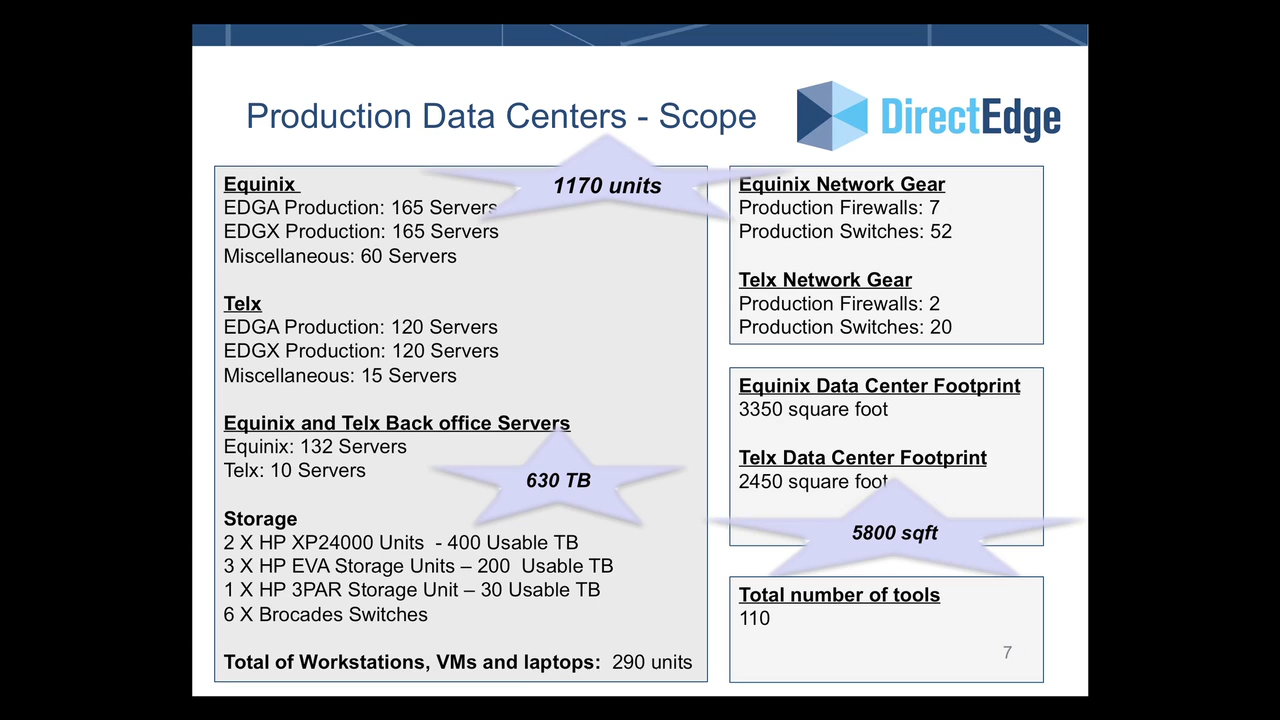 Production Data Centers - Scope
DirectEdge
1170 units
Equinix
EDGA Production: 165 Servers
EDGX Production: 165 Servers
Miscellaneous: 60 Servers
Telx
EDGA Production: 120 Servers
EDGX Production: 120 Servers
Miscellaneous: 15 Servers
Equinix and Telx Back office Servers
Equinix: 132 Servers
Telx: 10 Servers
630 TB
Storage
2 X HP XP24000 Units  - 400 Usable TB
3 X HP EVA Storage Units – 200  Usable TB
1 X HP 3PAR Storage Unit – 30 Usable TB
6 X Brocades Switches
Total of Workstations, VMs and laptops:  290 units
Equinix Network Gear
Production Firewalls: 7
Production Switches: 52
Telx Network Gear
Production Firewalls: 2
Production Switches: 20
Equinix Data Center Footprint
3350 square foot
Telx Data Center Footprint
2450 square foot
5800 sqft
Total number of tools
110
7